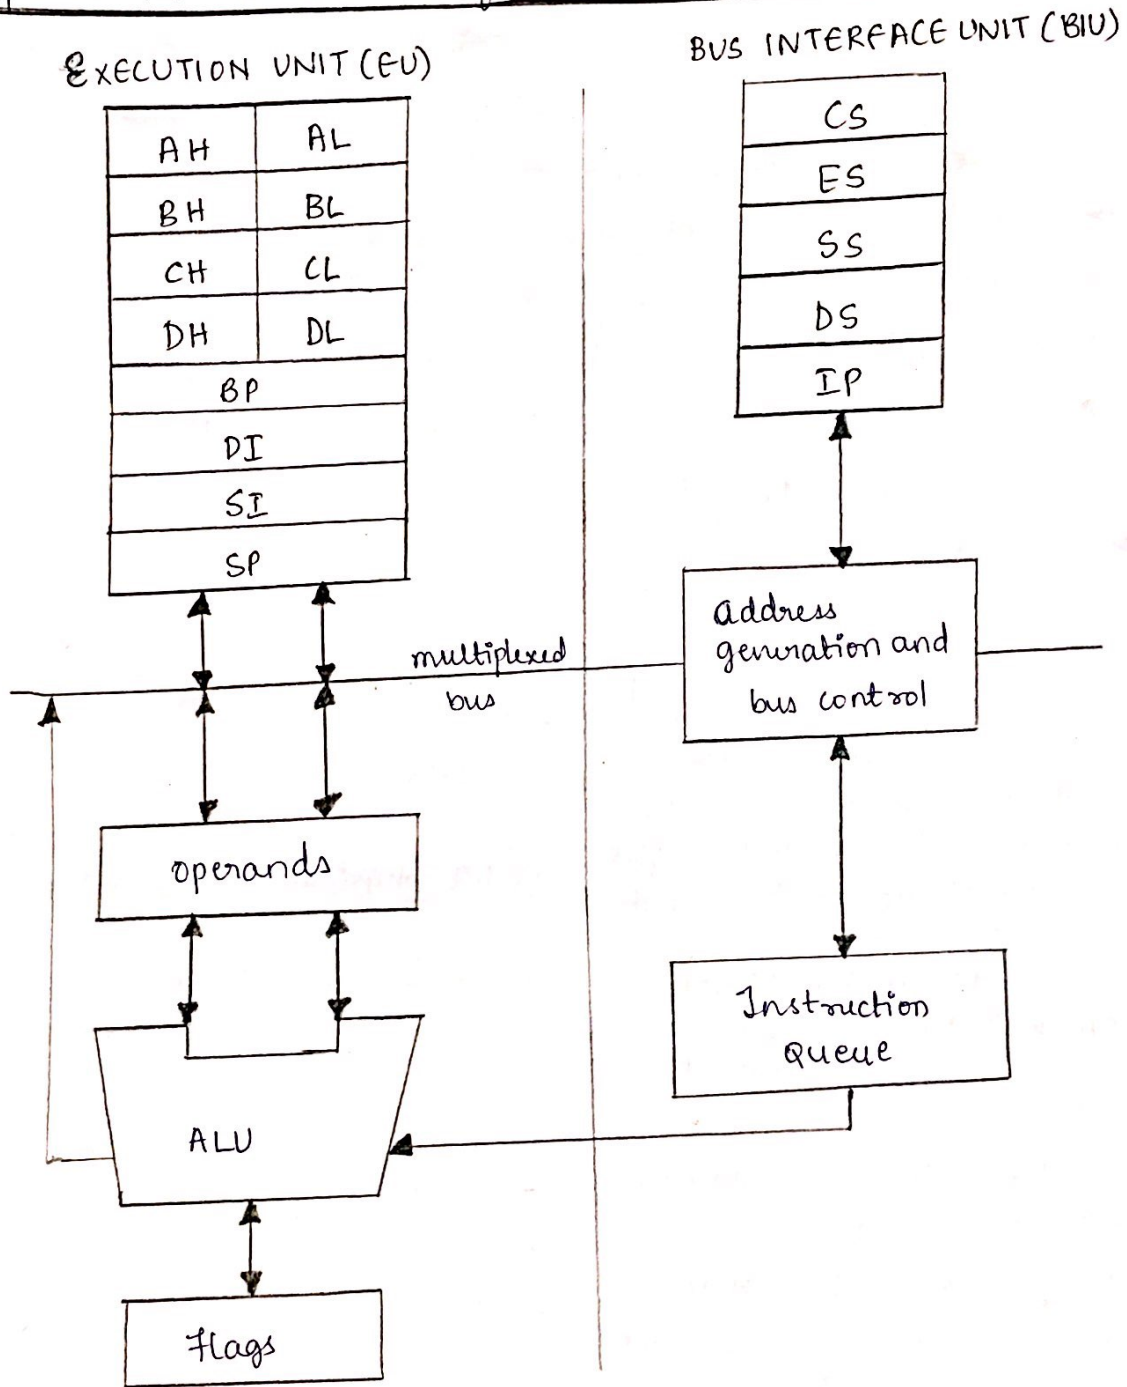 EXECUTION UNIT (EU)
AH AL
BH BL
CH CL
DH DL
BP
DI
SI
SP
multiplexed
bus
operands
ALU
Flags
BUS INTERFACE UNIT (BIU)
CS
ES
SS
DS
IP
Address
generation and
bus control
Instruction
Queue